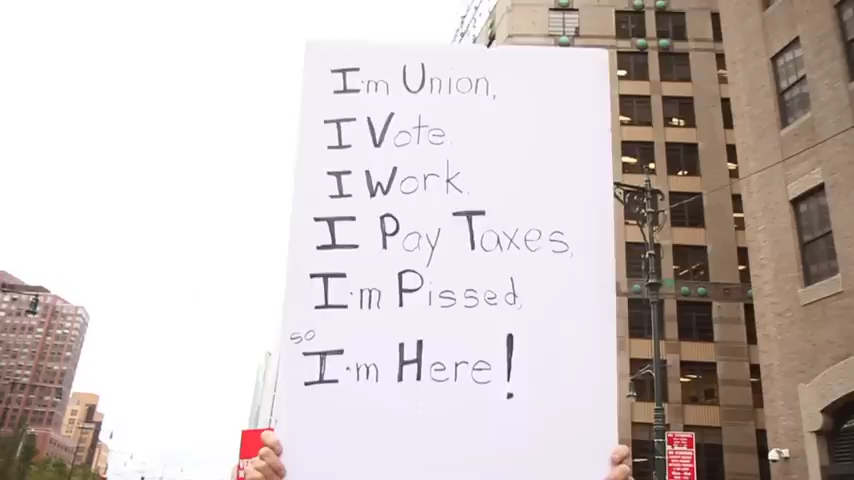 I'm Union,
I Vote,
I Work,
I Pay Taxes,
I'm Pissed,
so
I'm Here!